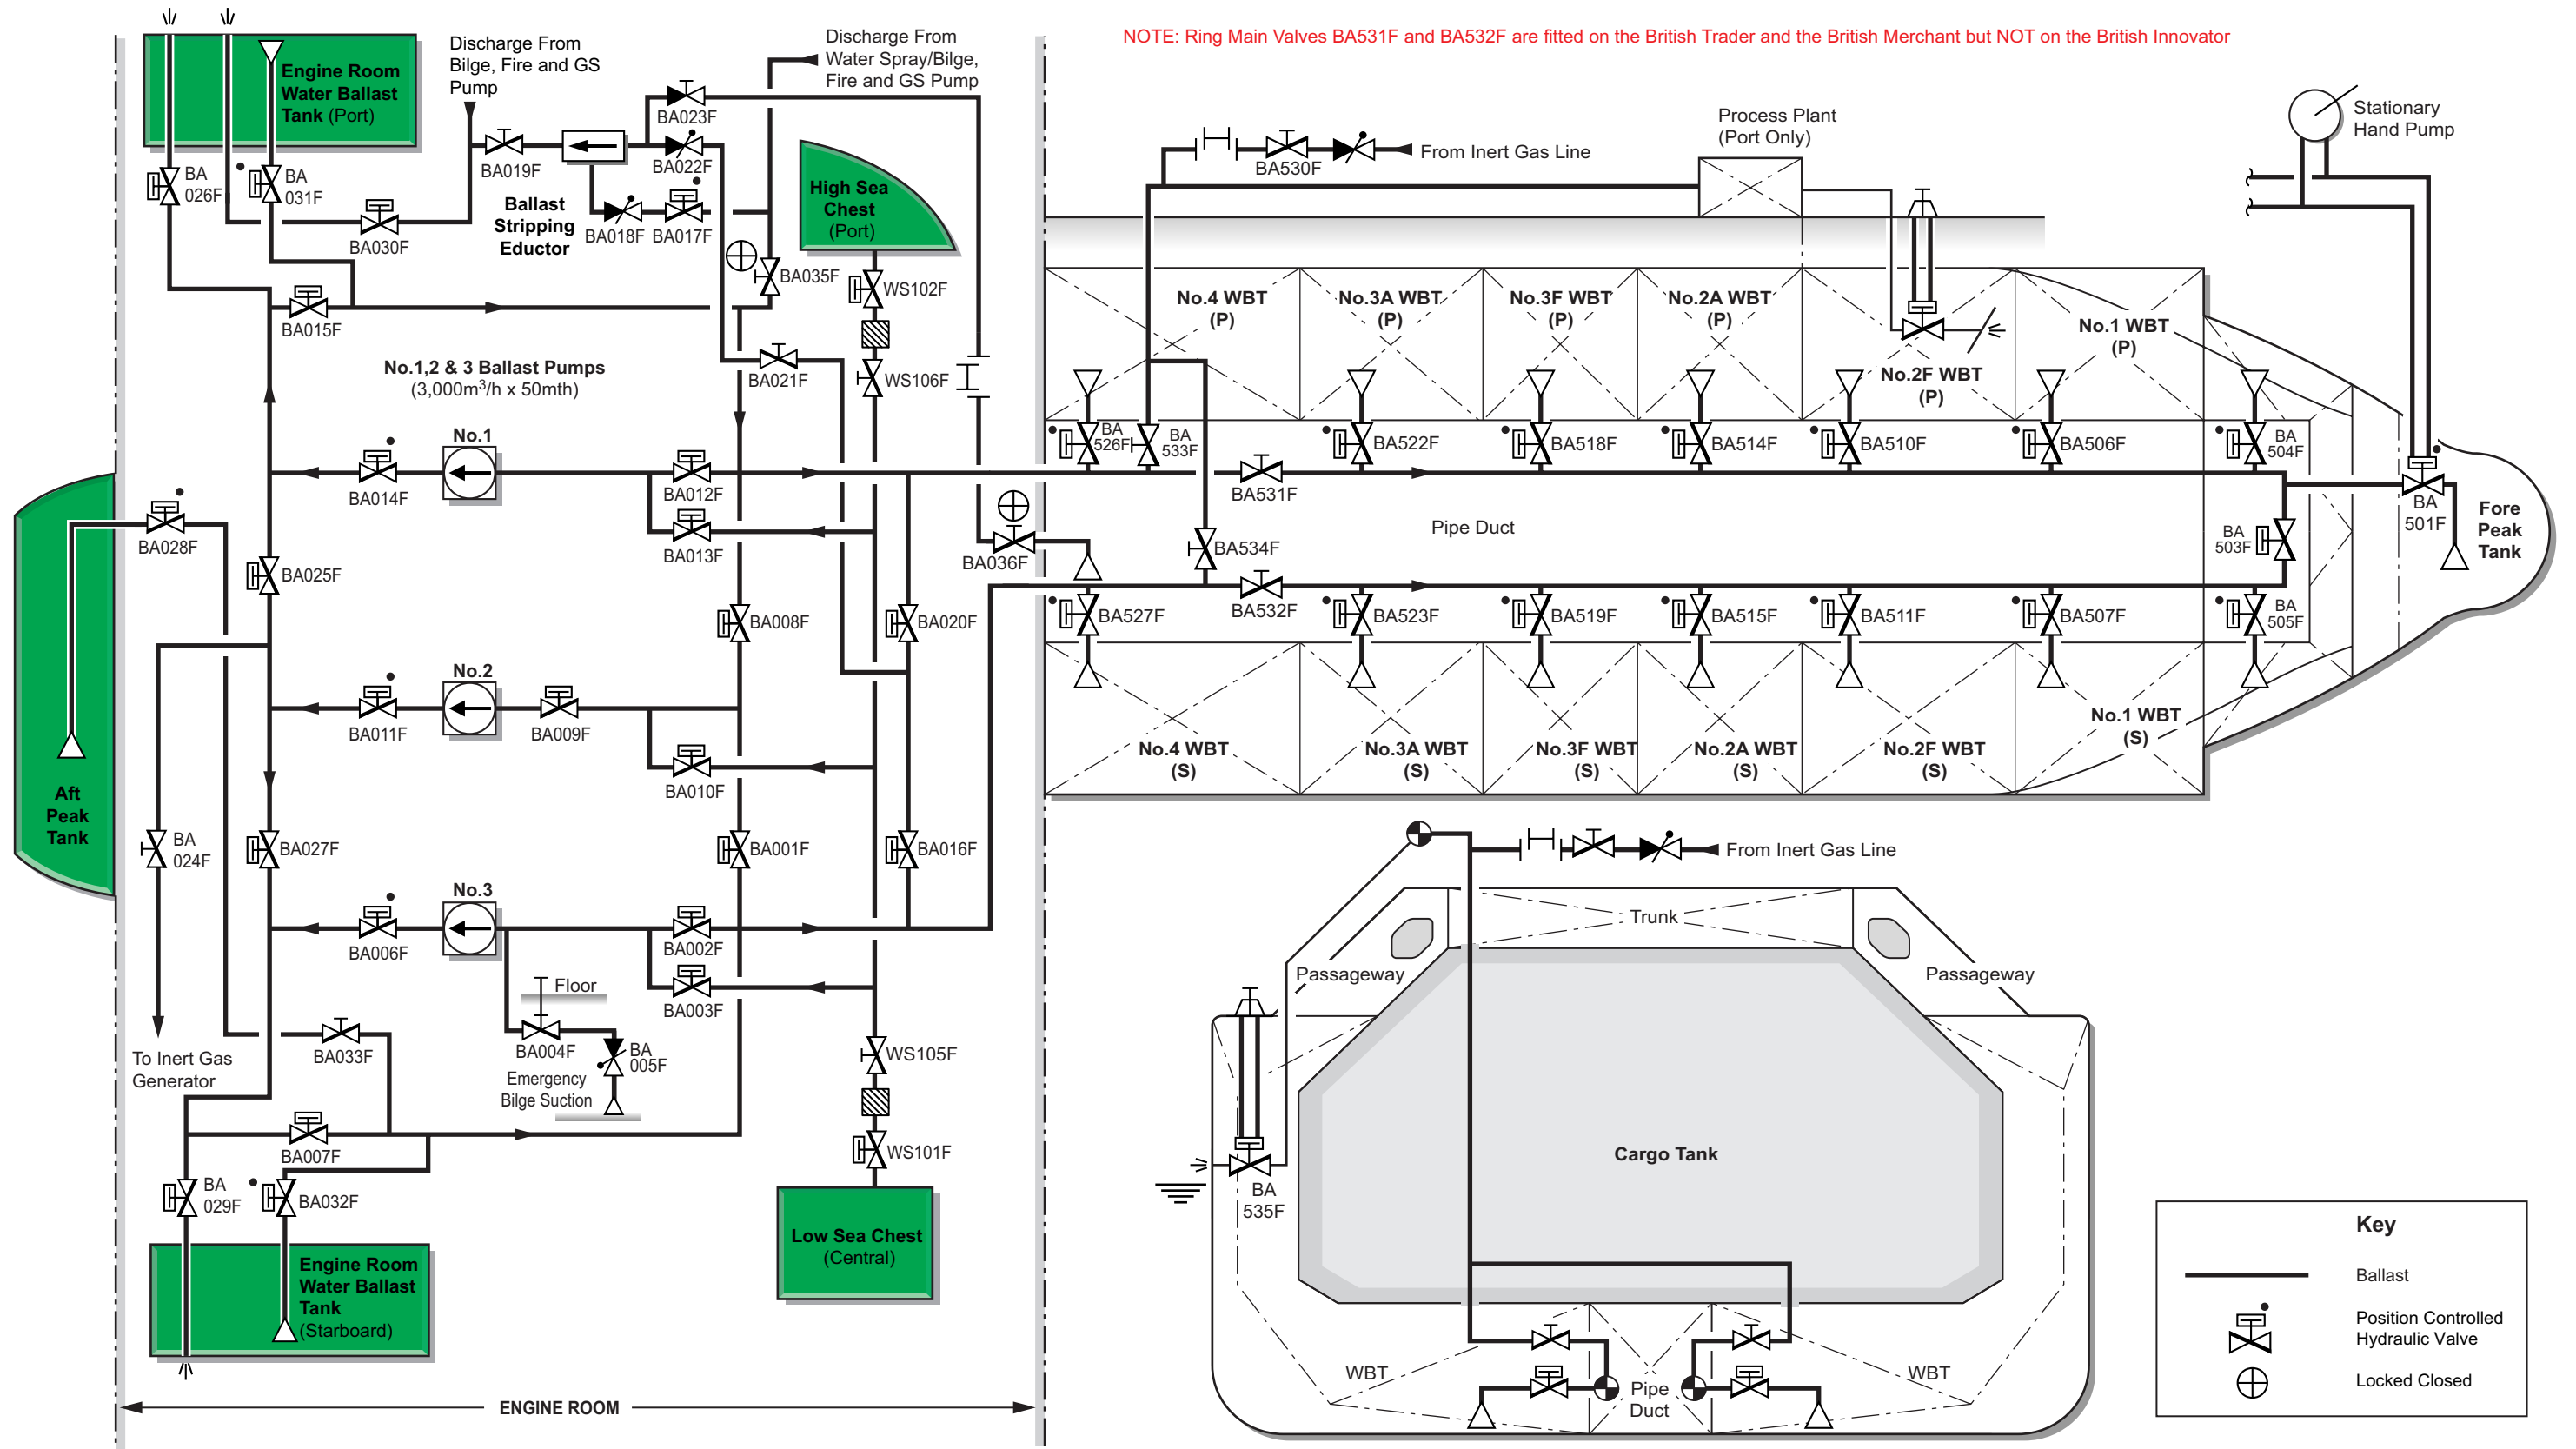 NOTE: Ring Main Valves BA531F and BA532F are fitted on the British Trader and the British Merchant but NOT on the British Innovator
Engine Room
Water Ballast
Tank (Port)
Discharge From
Bilge, Fire and GS
Pump
Discharge From
Water Spray/Bilge,
Fire and GS Pump
BA
026F
BA
031F
BA030F
BA019F
BA023F
BA022F
Ballast
Stripping
Eductor
BA018F
BA017F
High Sea
Chest
(Port)
BA035F
WS102F
BA015F
BA021F
WS106F
No.1,2 & 3 Ballast Pumps
(3,000m3/h x 50mth)
No.1
BA014F
BA012F
BA013F
BA028F
BA025F
BA036F
BA008F
BA020F
No.2
BA011F
BA009F
BA010F
Aft
Peak
Tank
BA
024F
BA027F
BA001F
BA016F
No.3
BA006F
BA002F
BA003F
Floor
BA004F
BA
005F
Emergency
Bilge Suction
WS105F
To Inert Gas
Generator
BA033F
BA007F
WS101F
BA
029F
BA032F
Low Sea Chest
(Central)
Engine Room
Water Ballast
Tank
(Starboard)
ENGINE ROOM
BA530F
From Inert Gas Line
Process Plant
(Port Only)
Stationary
Hand Pump
No.4 WBT
(P)
No.3A WBT
(P)
No.3F WBT
(P)
No.2A WBT
(P)
No.2F WBT
(P)
No.1 WBT
(P)
BA
526F
BA
533F
BA522F
BA518F
BA514F
BA510F
BA506F
BA
504F
BA531F
Pipe Duct
BA534F
BA
503F
BA
501F
Fore
Peak
Tank
BA532F
BA527F
BA523F
BA519F
BA515F
BA511F
BA507F
BA
505F
No.4 WBT
(S)
No.3A WBT
(S)
No.3F WBT
(S)
No.2A WBT
(S)
No.2F WBT
(S)
No.1 WBT
(S)
From Inert Gas Line
Trunk
Passageway
Passageway
Cargo Tank
BA
535F
WBT
WBT
Pipe
Duct
Key
Ballast
Position Controlled
Hydraulic Valve
Locked Closed